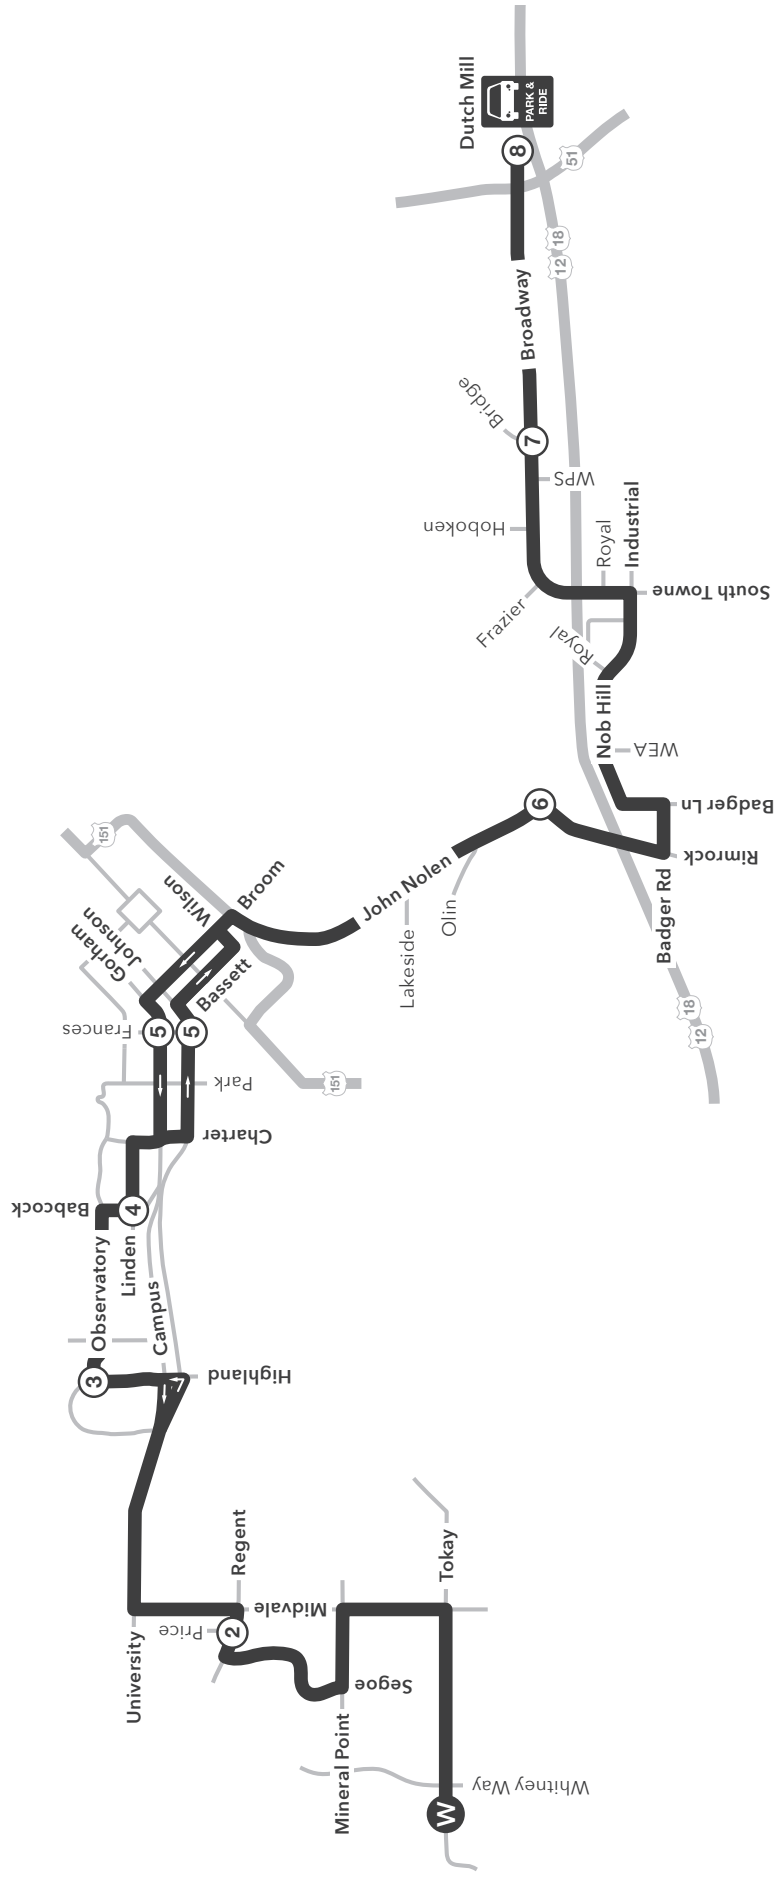 Dutch Mill
PARK &
RIDE
8
51
18
12
Broadway
Bridge
7
WPS
Hoboken
Royal
Industrial
South Towne
Frazier
Royal
Nob Hill
WEA
Badger Ln
6
Rimrock
Badger Rd
18
12
John Nolen
Olin
Lakeside
151
Broom
Wilson
Johnson
Gorham
Bassett
Frances
5
5
Park
151
Charter
Babcock
4
Observatory
Linden
Campus
3
Highland
Regent
Tokay
Midvale
Price
2
University
Segoe
Mineral Point
Whitney Way
W